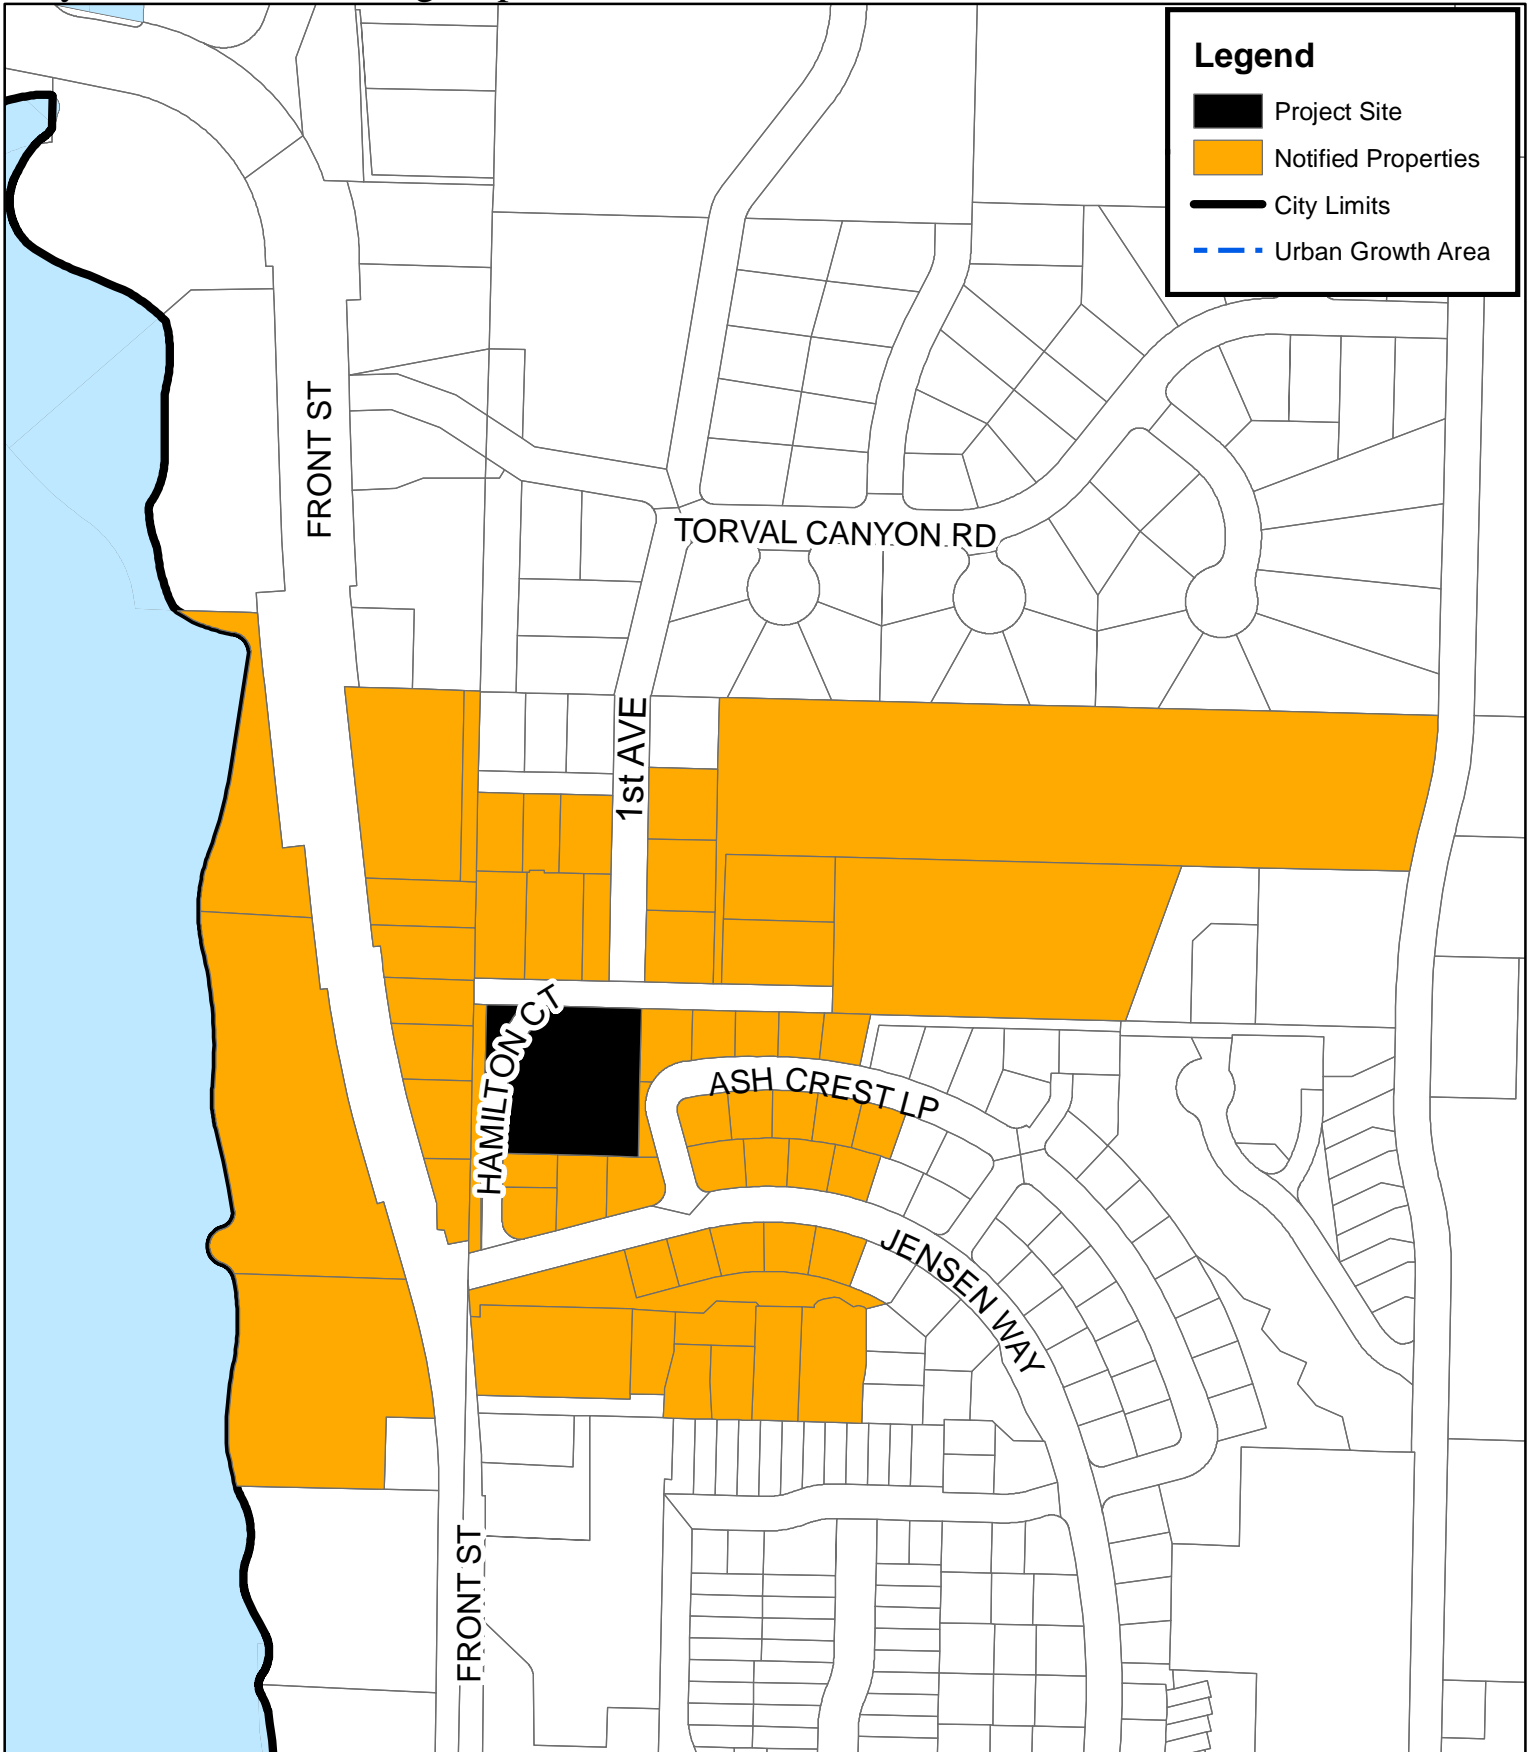 Legend
Project Site
Notified Properties
City Limits
Urban Growth Area
FRONT ST
TORVAL CANYON RD
1st AVE
HAMILTON CT
ASH CREST LP
JENSEN WAY
FRONT ST